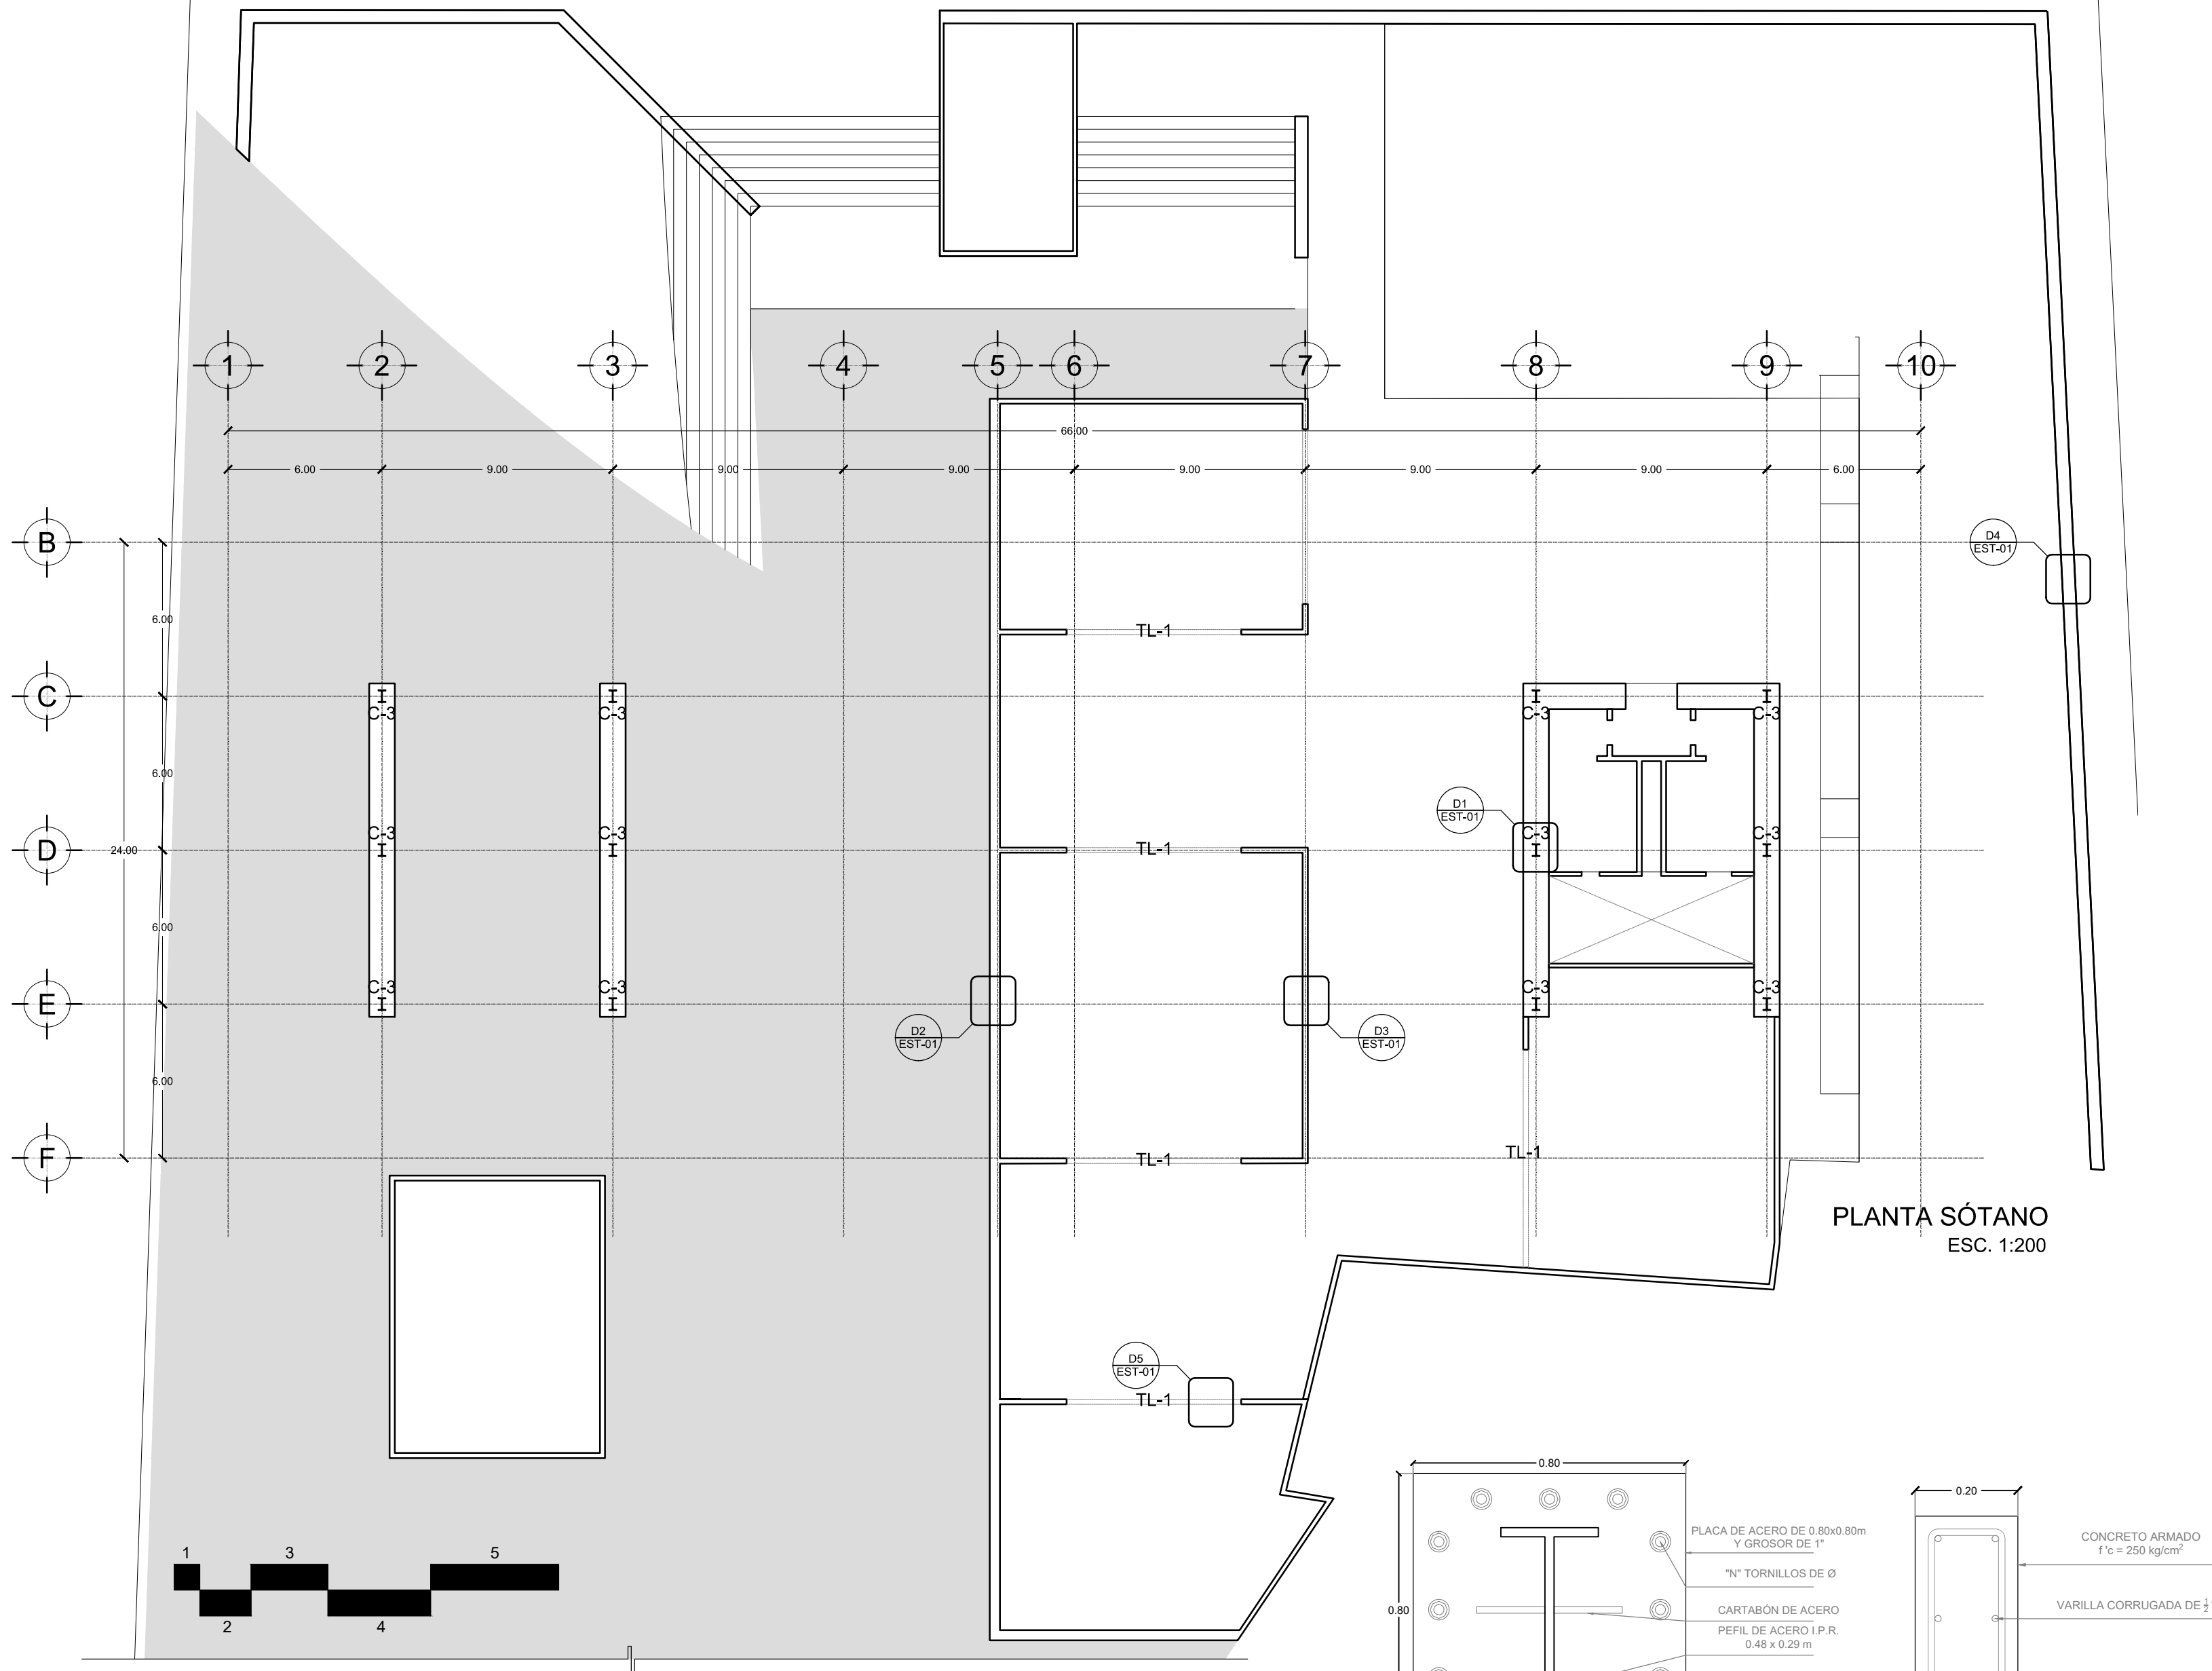 1 2 3 4 5 6 7 8 9 10
66.00
6.00 9.00 9.00 9.00 9.00 9.00 9.00 6.00
B
D4
EST-01
6.00
TL-1
C
C-3 C-3 C-3 C-3
6.00
D1
EST-01
C-3 C-3 C-3 C-3
D
24.00
TL-1
6.00
C-3 C-3 C-3 C-3
E
D2
EST-01
D3
EST-01
6.00
F
TL-1
TL-1
PLANTA SÓTANO
ESC. 1:200
D5
EST-01
TL-1
0.80
0.20
PLACA DE ACERO DE 0.80x0.80m
Y GROSOR DE 1"
"N" TORNILLOS DE Ø
0.80
CARTABÓN DE ACERO
PEFIL DE ACERO I.P.R.
0.48 x 0.29 m
CONCRETO ARMADO
f 'c = 250 kg/cm²
VARILLA CORRUGADA DE
1 3 5
2 4